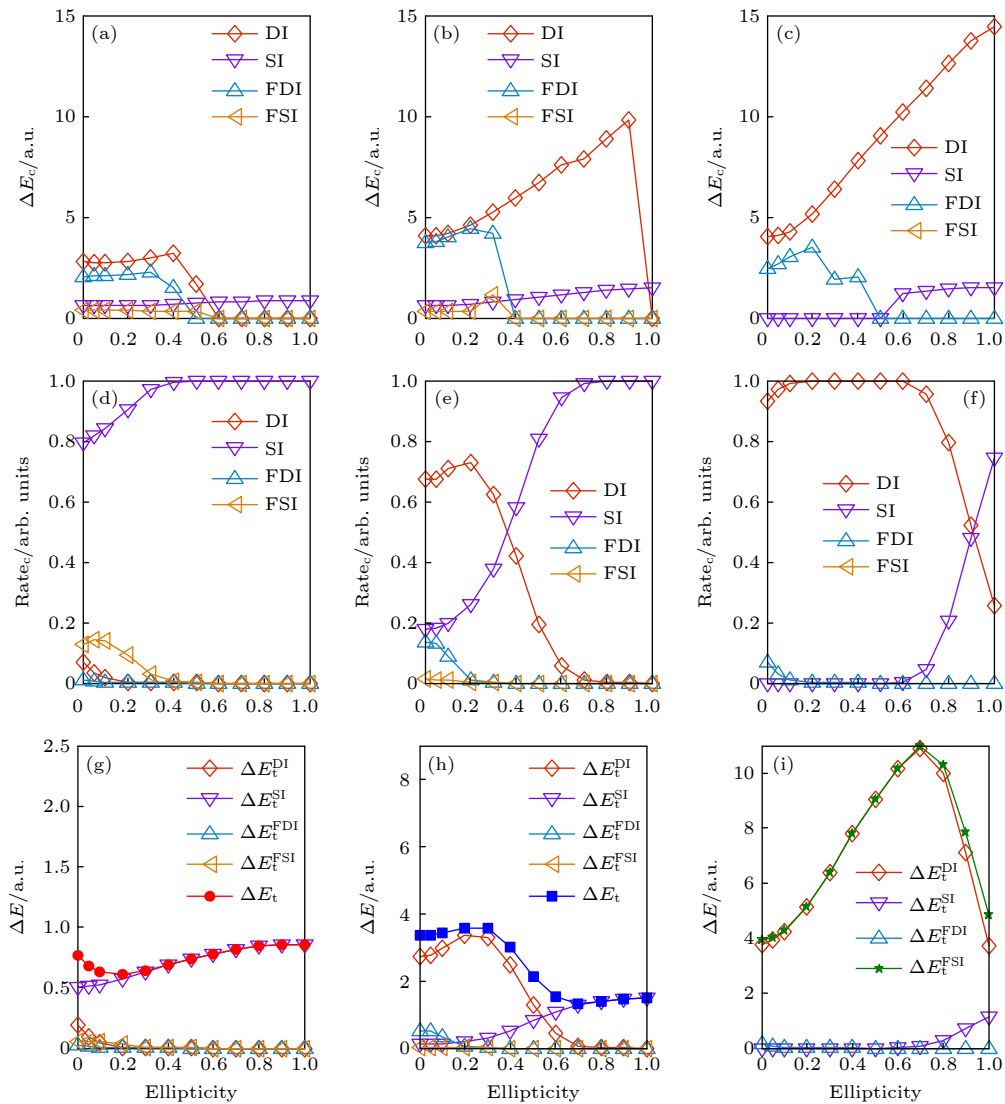 15
10
5
0
ΔE_c/a.u.
(a)
DI
SI
FDI
FSI
0 0.2 0.4 0.6 0.8 1.0
15
10
5
0
ΔE_c/a.u.
(b)
DI
SI
FDI
FSI
0 0.2 0.4 0.6 0.8 1.0
15
10
5
0
ΔE_c/a.u.
(c)
DI
SI
FDI
FSI
0 0.2 0.4 0.6 0.8 1.0
1.0
0.8
0.6
0.4
0.2
0
Rate_c/arb. units
(d)
DI
SI
FDI
FSI
0 0.2 0.4 0.6 0.8 1.0
1.0
0.8
0.6
0.4
0.2
0
Rate_c/arb. units
(e)
DI
SI
FDI
FSI
0 0.2 0.4 0.6 0.8 1.0
1.0
0.8
0.6
0.4
0.2
0
Rate_c/arb. units
(f)
DI
SI
FDI
FSI
0 0.2 0.4 0.6 0.8 1.0
2.5
2.0
1.5
1.0
0.5
0
ΔE/a.u.
(g)
ΔE_t^DI
ΔE_t^SI
ΔE_t^FDI
ΔE_t^FSI
ΔE_t
0 0.2 0.4 0.6 0.8 1.0
Ellipticity
8
6
4
2
0
ΔE/a.u.
(h)
ΔE_t^DI
ΔE_t^SI
ΔE_t^FDI
ΔE_t^FSI
ΔE_t
0 0.2 0.4 0.6 0.8 1.0
Ellipticity
10
8
6
4
2
0
ΔE/a.u.
(i)
ΔE_t^DI
ΔE_t^SI
ΔE_t^FDI
ΔE_t^FSI
0 0.2 0.4 0.6 0.8 1.0
Ellipticity